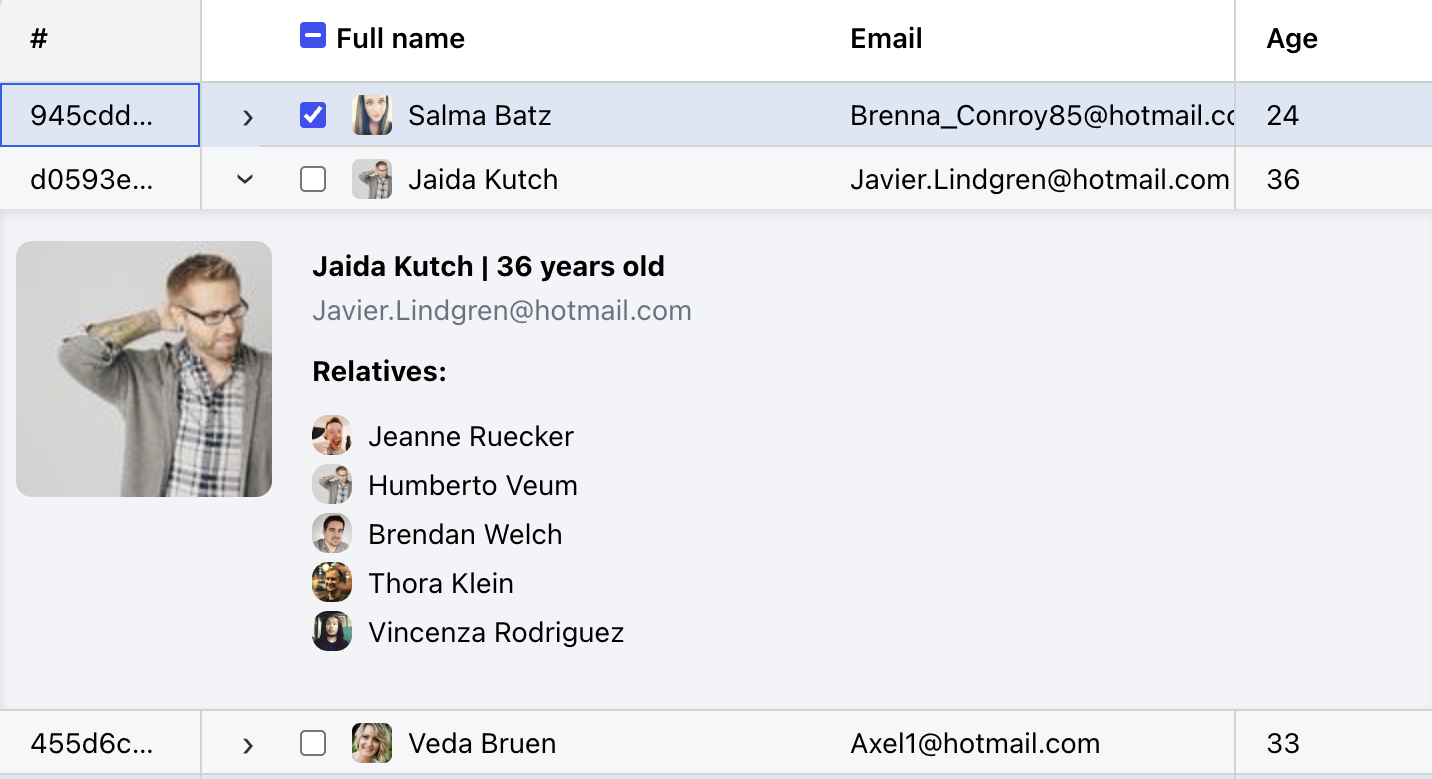 # Full name Email Age
945cdd... Salma Batz Brenna_Conroy85@hotmail.co 24
d0593e... Jaida Kutch Javier.Lindgren@hotmail.com 36
Jaida Kutch | 36 years old
Javier.Lindgren@hotmail.com
Relatives:
Jeanne Ruecker
Humberto Veum
Brendan Welch
Thora Klein
Vincenza Rodriguez
455d6c... Veda Bruen Axel1@hotmail.com 33